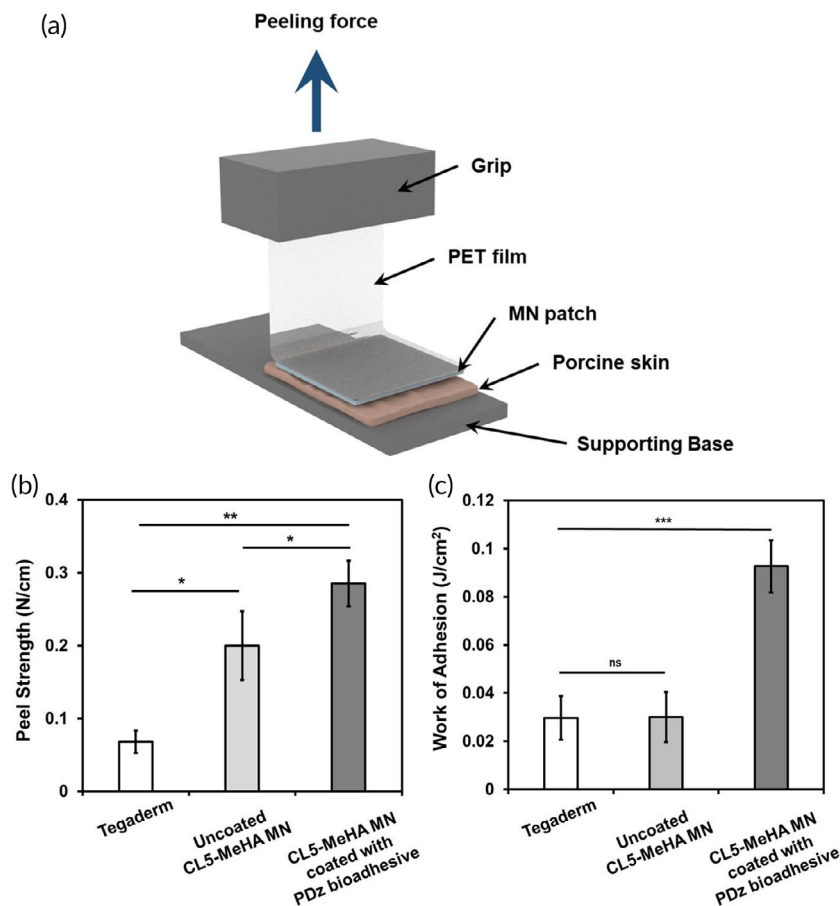 (a)
Peeling force
Grip
PET film
MN patch
Porcine skin
Supporting Base
(b)
Peel Strength (N/cm)
0.4
0.3
0.2
0.1
0
**
*
*
Tegaderm
Uncoated
CL5-MeHA MN
CL5-MeHA MN
coated with
PDz bioadhesive
(c)
Work of Adhesion (J/cm²)
0.12
0.1
0.08
0.06
0.04
0.02
0
***
ns
Tegaderm
Uncoated
CL5-MeHA MN
CL5-MeHA MN
coated with
PDz bioadhesive